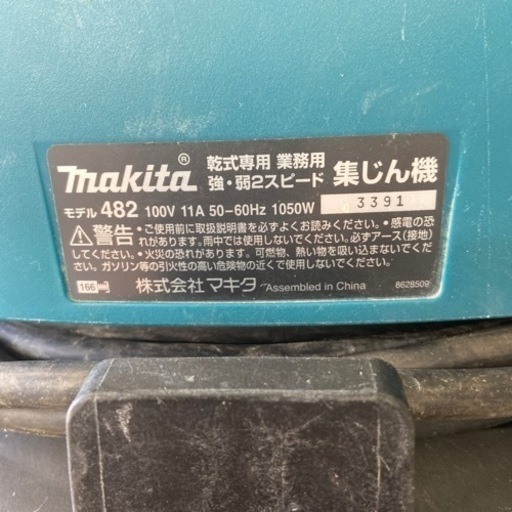 makita® 乾式専用 業務用
強・弱2スピード 集じん機
モデル 482 100V 11A 50−60Hz 1050W 3391
⚠警告 •ご使用前に取扱説明書を必ずよくお読みください。•感電の恐
れがあります。雨中では使用しないでください。必ずアース(接地)
してください。•火災の恐れがあります。可燃物、熱い物を吸い込まないでくだ
さい。ガソリン等の引火性の高い危険物の近くで使用しないでください。
166 株式会社 マキタ Assembled in China 8628509